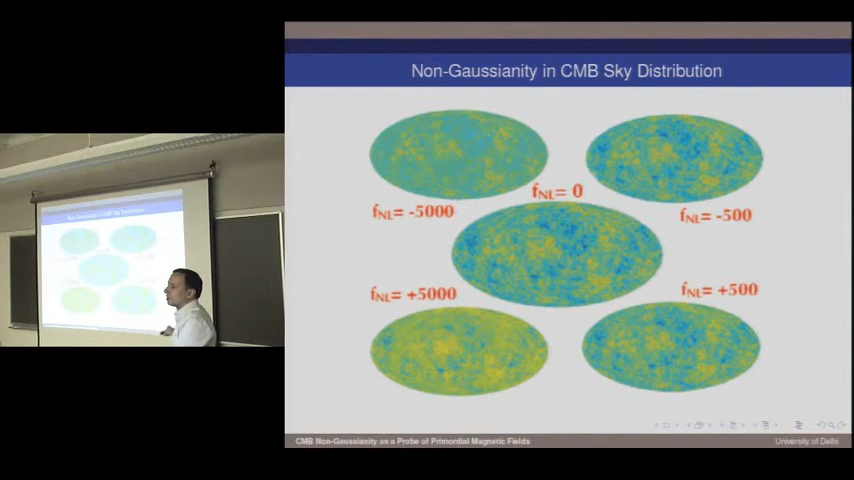 Non-Gaussianity in CMB Sky Distribution
fNL= 0
fNL= -5000
fNL= -500
fNL= +5000
fNL= +500
CMB Non-Gaussianity as a Probe of Primordial Magnetic Fields
University of Delhi